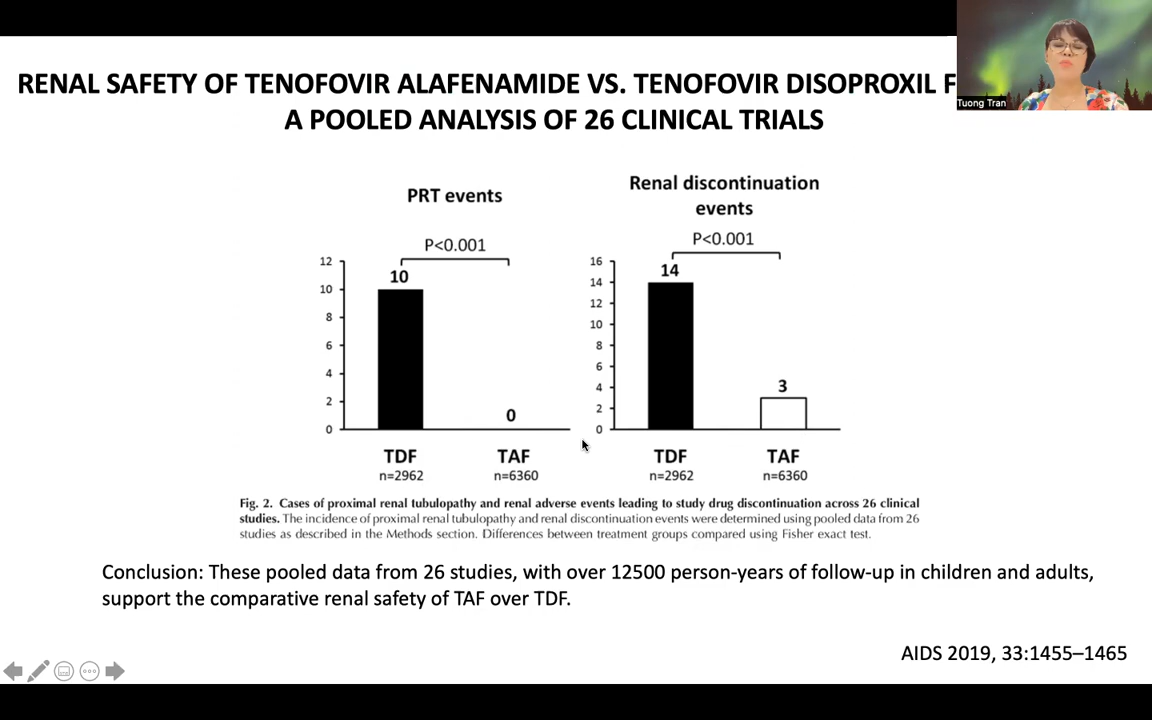 RENAL SAFETY OF TENOFOVIR ALAFENAMIDE VS. TENOFOVIR DISOPROXIL F
A POOLED ANALYSIS OF 26 CLINICAL TRIALS
Tuong Tran
PRT events
P<0.001
12
10
8
6
4
2
0
10
0
TDF
TAF
n=2962
n=6360
Renal discontinuation
events
P<0.001
16
14
12
10
8
6
4
2
0
14
3
TDF
TAF
n=2962
n=6360
Fig. 2. Cases of proximal renal tubulopathy and renal adverse events leading to study drug discontinuation across 26 clinical
studies. The incidence of proximal renal tubulopathy and renal discontinuation events were determined using pooled data from 26
studies as described in the Methods section. Differences between treatment groups compared using Fisher exact test.
Conclusion: These pooled data from 26 studies, with over 12500 person-years of follow-up in children and adults,
support the comparative renal safety of TAF over TDF.
AIDS 2019, 33:1455–1465